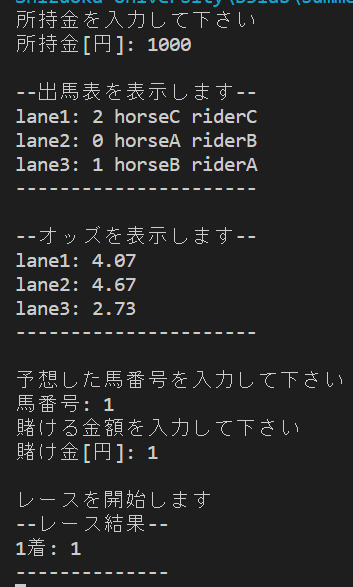 所持金を入力して下さい
所持金[円]: 1000
--出馬表を表示します--
lane1: 2 horseC riderC
lane2: 0 horseA riderB
lane3: 1 horseB riderA
----------------------
--オッズを表示します--
lane1: 4.07
lane2: 4.67
lane3: 2.73
----------------------
予想した馬番号を入力して下さい
馬番号: 1
賭ける金額を入力して下さい
賭け金[円]: 1
レースを開始します
--レース結果--
1着: 1
--------------